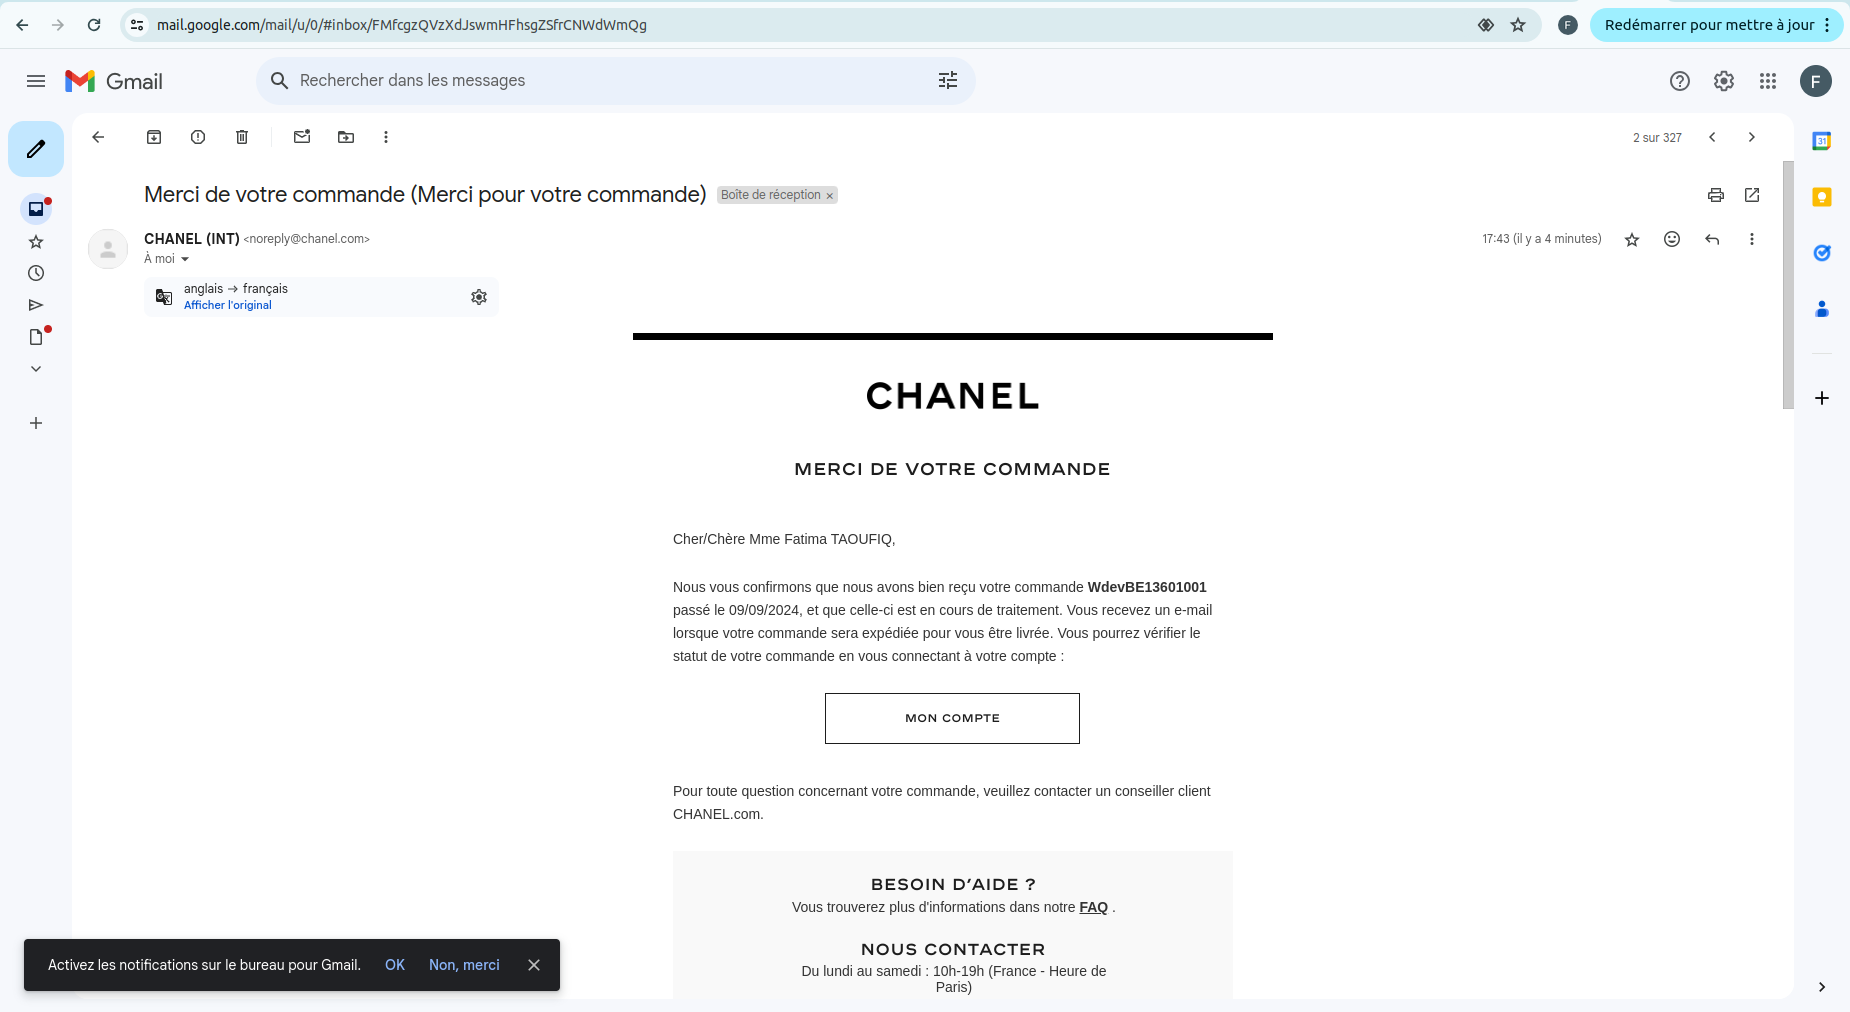 mail.google.com/mail/u/0/#inbox/FMfcgzQVzXdJswmHFhsgZSfrCNWdWmQg
F
Redémarrer pour mettre à jour
Gmail
Rechercher dans les messages
F
2 sur 327
31
Merci de votre commande (Merci pour votre commande)
Boîte de réception ×
CHANEL (INT) <noreply@chanel.com>
17:43 (il y a 4 minutes)
À moi
anglais → français
Afficher l'original
CHANEL
MERCI DE VOTRE COMMANDE
Cher/Chère Mme Fatima TAOUFIQ,
Nous vous confirmons que nous avons bien reçu votre commande WdevBE13601001
passé le 09/09/2024, et que celle-ci est en cours de traitement. Vous recevez un e-mail
lorsque votre commande sera expédiée pour vous être livrée. Vous pourrez vérifier le
statut de votre commande en vous connectant à votre compte :
MON COMPTE
Pour toute question concernant votre commande, veuillez contacter un conseiller client
CHANEL.com.
BESOIN D'AIDE ?
Vous trouverez plus d'informations dans notre FAQ .
NOUS CONTACTER
Du lundi au samedi : 10h-19h (France - Heure de
Paris)
Activez les notifications sur le bureau pour Gmail. OK Non, merci